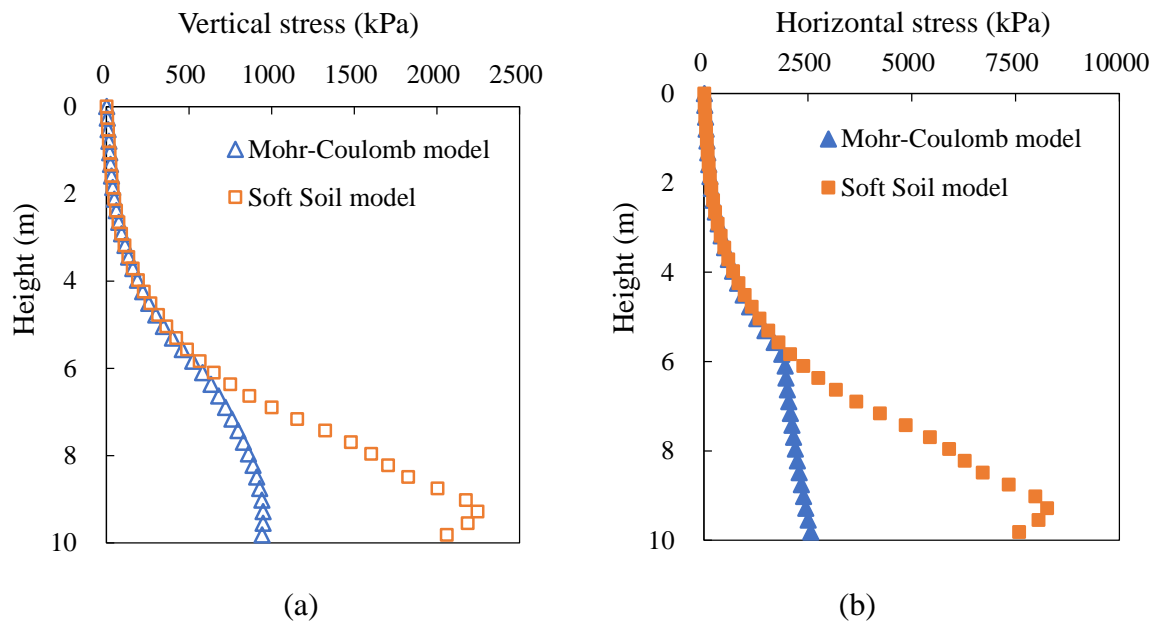 Vertical stress (kPa)
0 500 1000 1500 2000 2500
0
2
4
6
8
10
Height (m)
Mohr-Coulomb model
Soft Soil model
(a)
Horizontal stress (kPa)
0 2500 5000 7500 10000
0
2
4
6
8
10
Height (m)
Mohr-Coulomb model
Soft Soil model
(b)